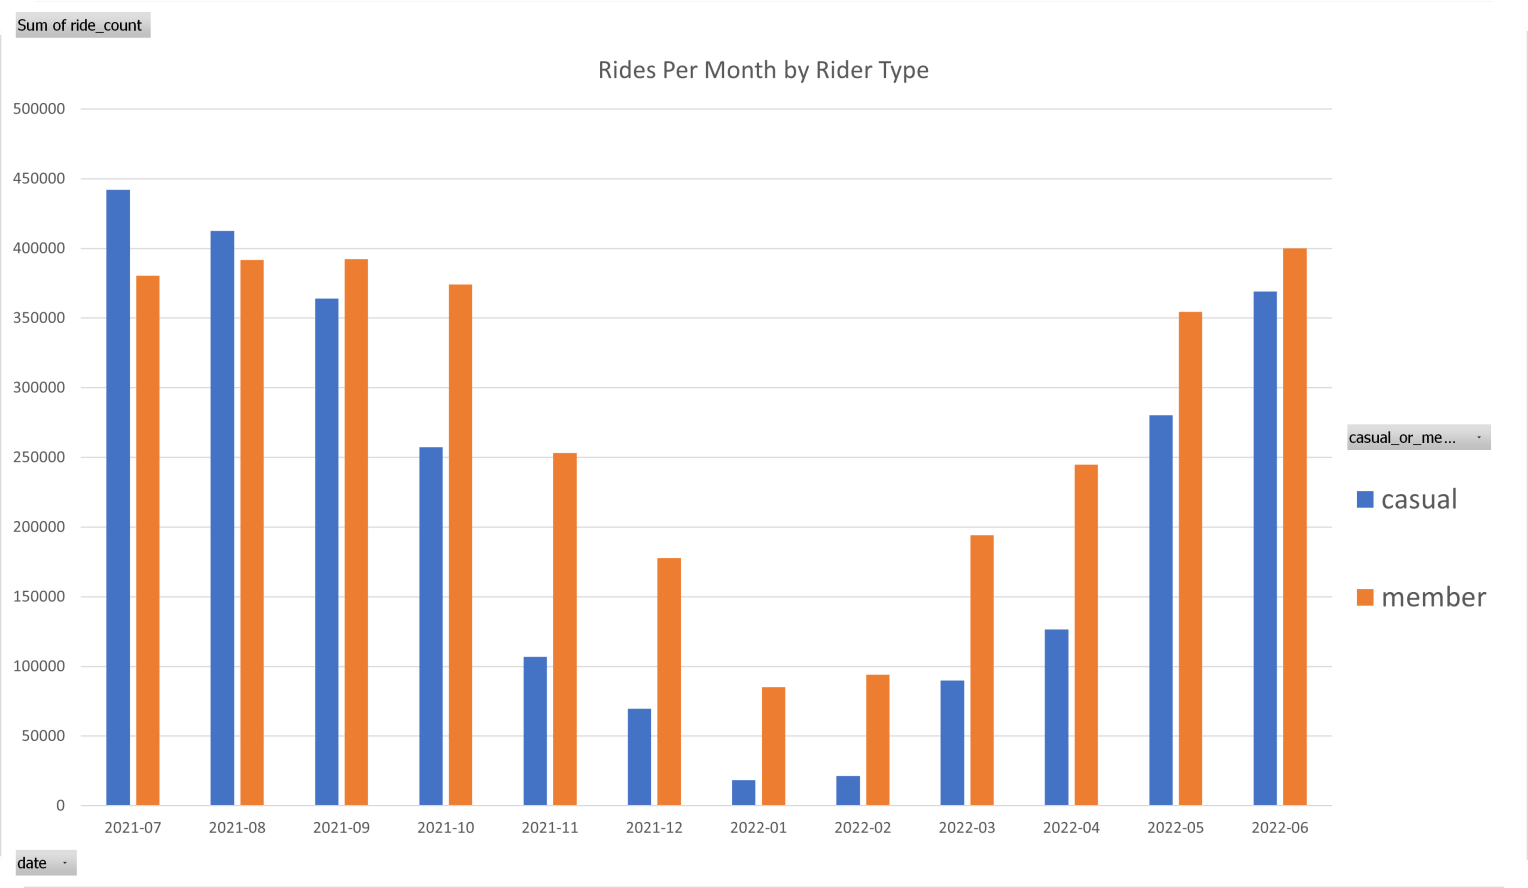 Sum of ride_count
Rides Per Month by Rider Type
500000
450000
400000
350000
300000
250000
200000
150000
100000
50000
0
2021-07 2021-08 2021-09 2021-10 2021-11 2021-12 2022-01 2022-02 2022-03 2022-04 2022-05 2022-06
casual_or_me...
casual
member
date